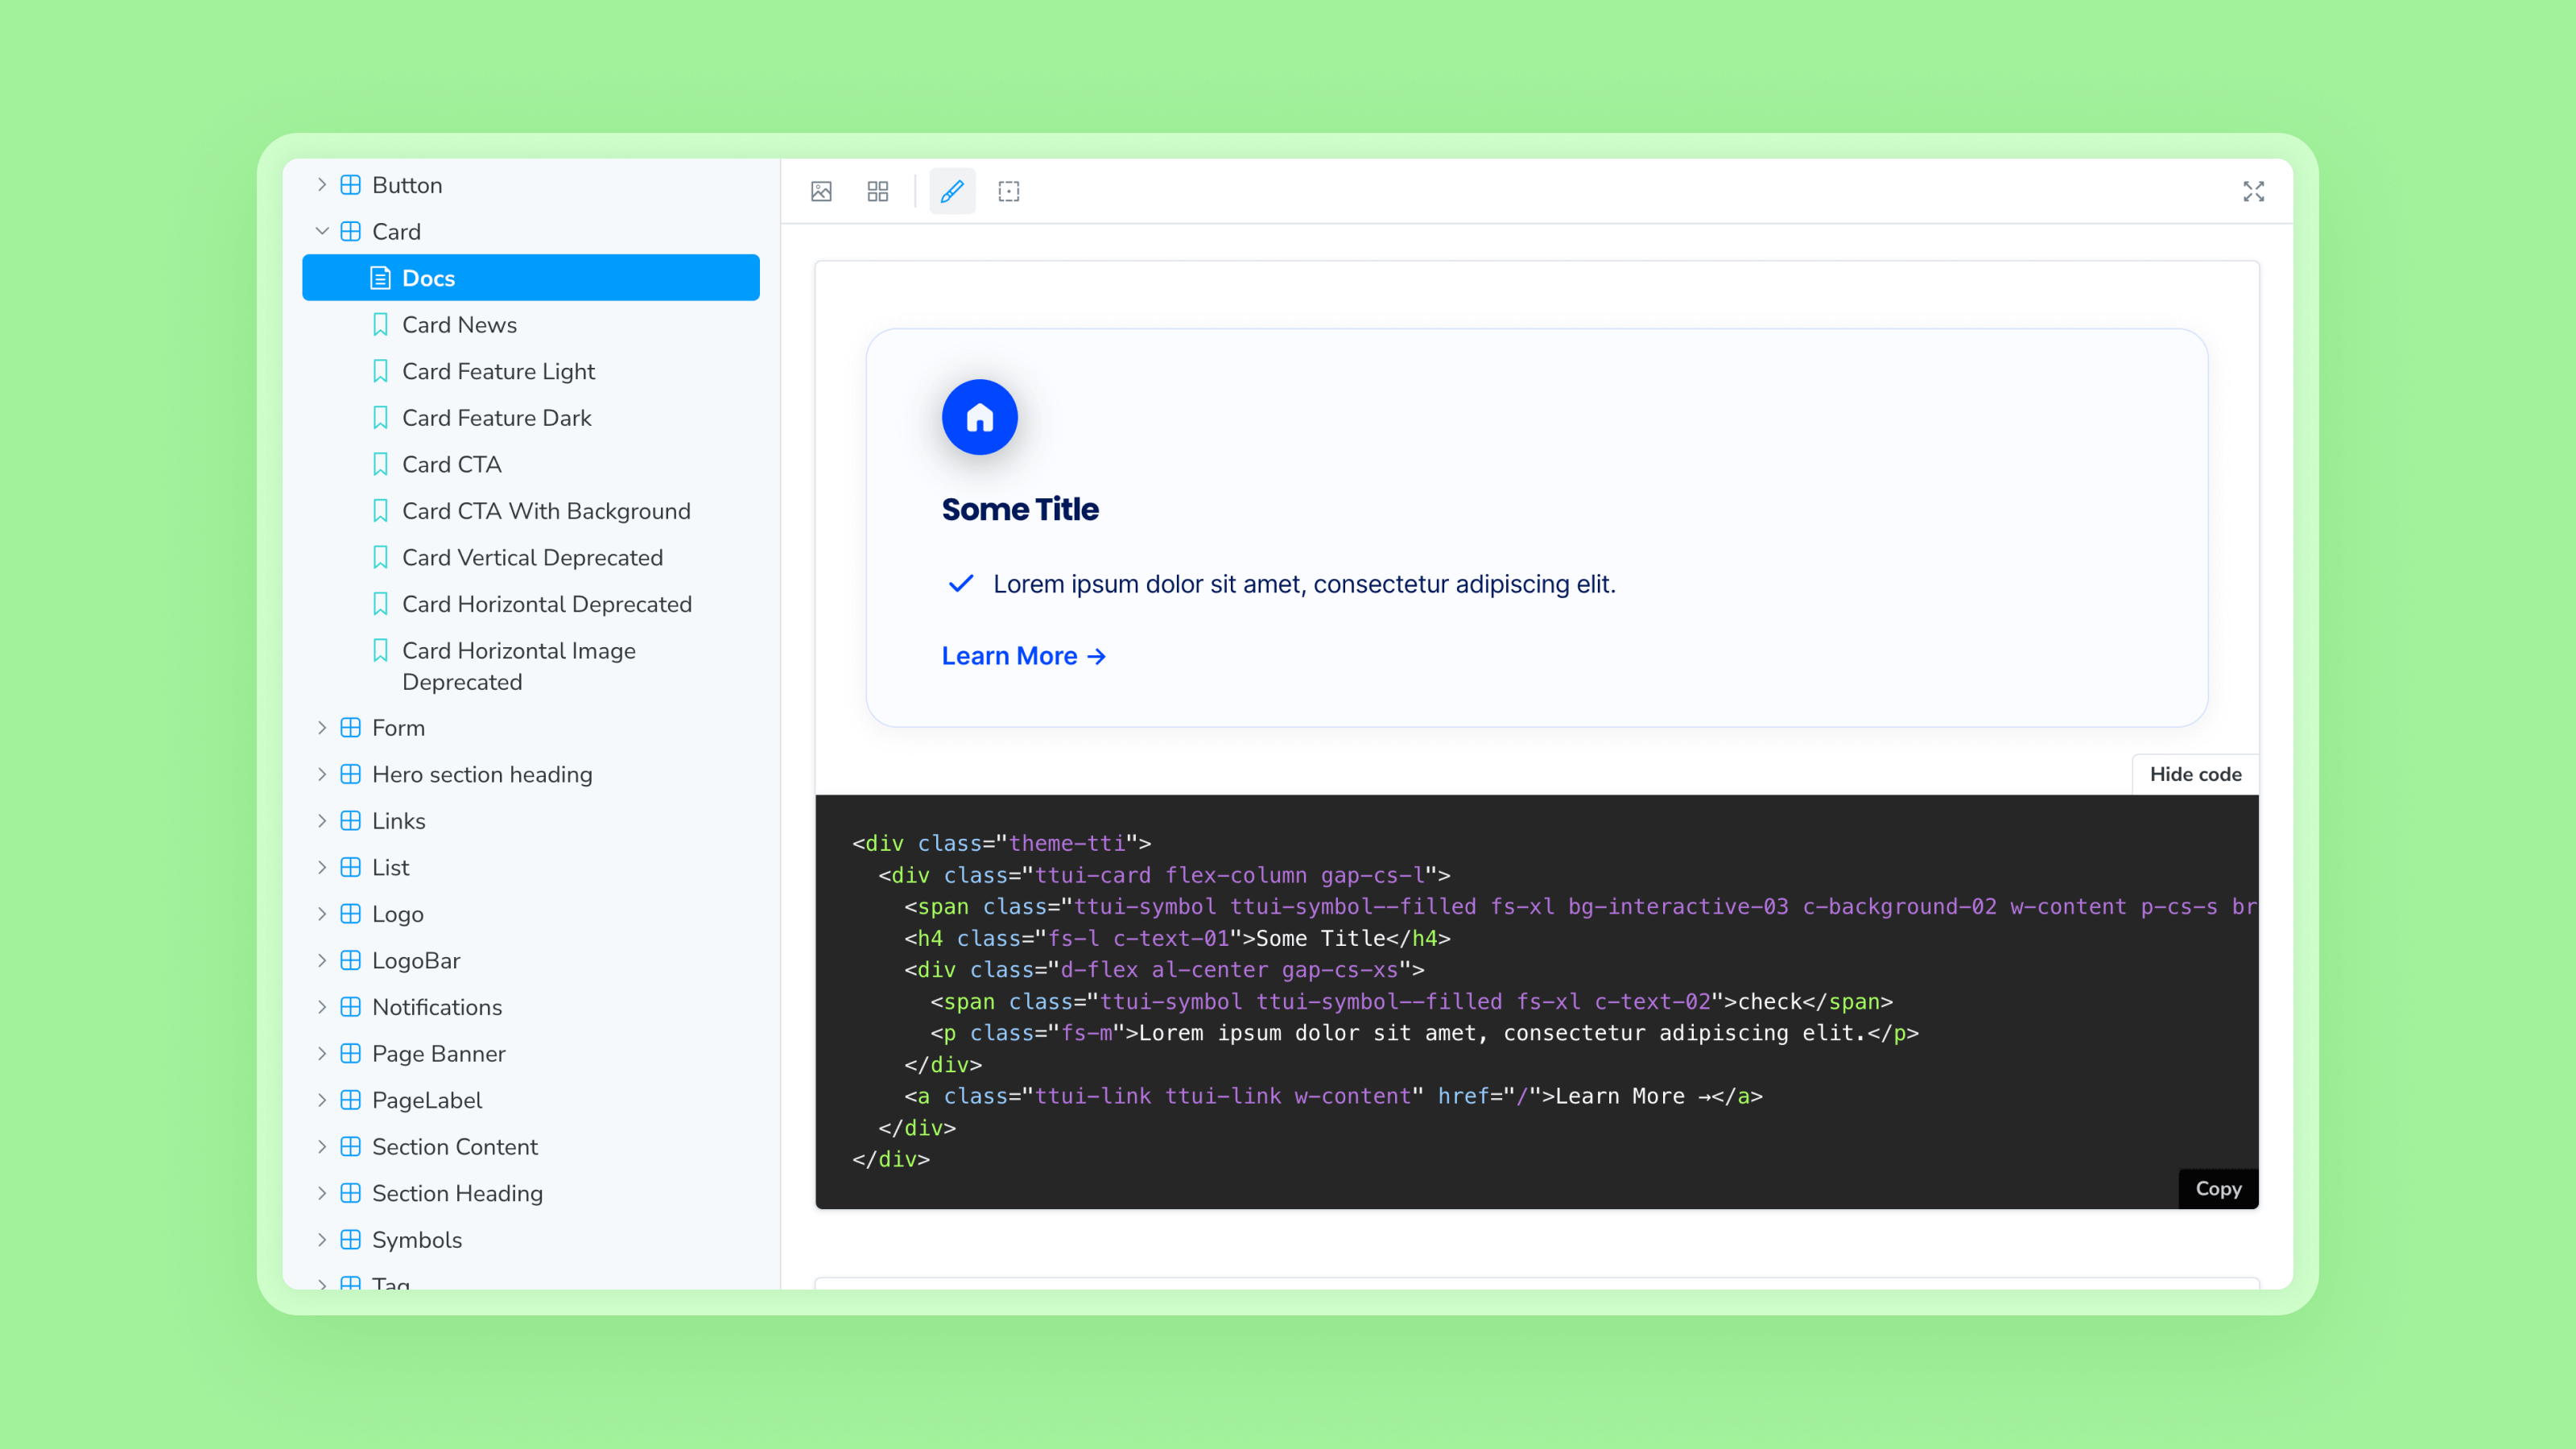 Button
Card
Docs
Card News
Card Feature Light
Card Feature Dark
Card CTA
Card CTA With Background
Card Vertical Deprecated
Card Horizontal Deprecated
Card Horizontal Image
Deprecated
Form
Hero section heading
Links
List
Logo
LogoBar
Notifications
Page Banner
PageLabel
Section Content
Section Heading
Symbols
Tag
Some Title
Lorem ipsum dolor sit amet, consectetur adipiscing elit.
Learn More →
Hide code
<div class="theme-tti">
  <div class="ttui-card flex-column gap-cs-l">
    <span class="ttui-symbol ttui-symbol--filled fs-xl bg-interactive-03 c-background-02 w-content p-cs-s br
    <h4 class="fs-l c-text-01">Some Title</h4>
    <div class="d-flex al-center gap-cs-xs">
      <span class="ttui-symbol ttui-symbol--filled fs-xl c-text-02">check</span>
      <p class="fs-m">Lorem ipsum dolor sit amet, consectetur adipiscing elit.</p>
    </div>
    <a class="ttui-link ttui-link w-content" href="/">Learn More →</a>
  </div>
</div>
Copy